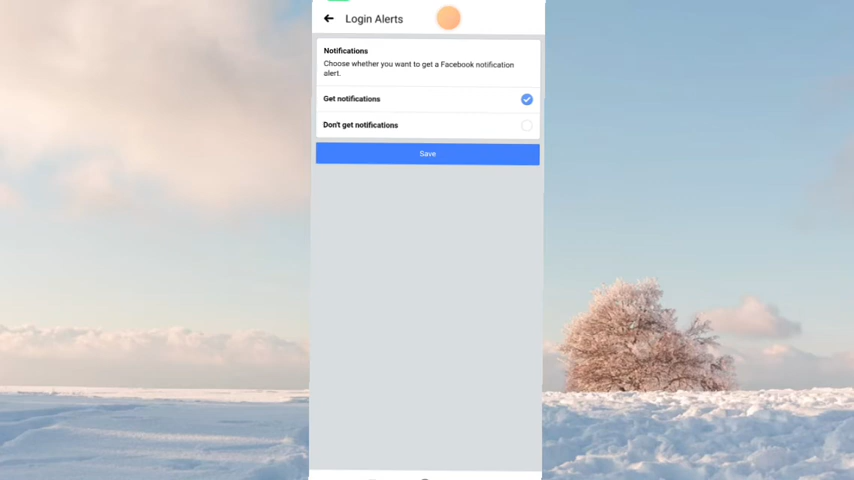 Login Alerts
Notifications
Choose whether you want to get a Facebook notification
alert.
Get notifications
Don't get notifications
Save